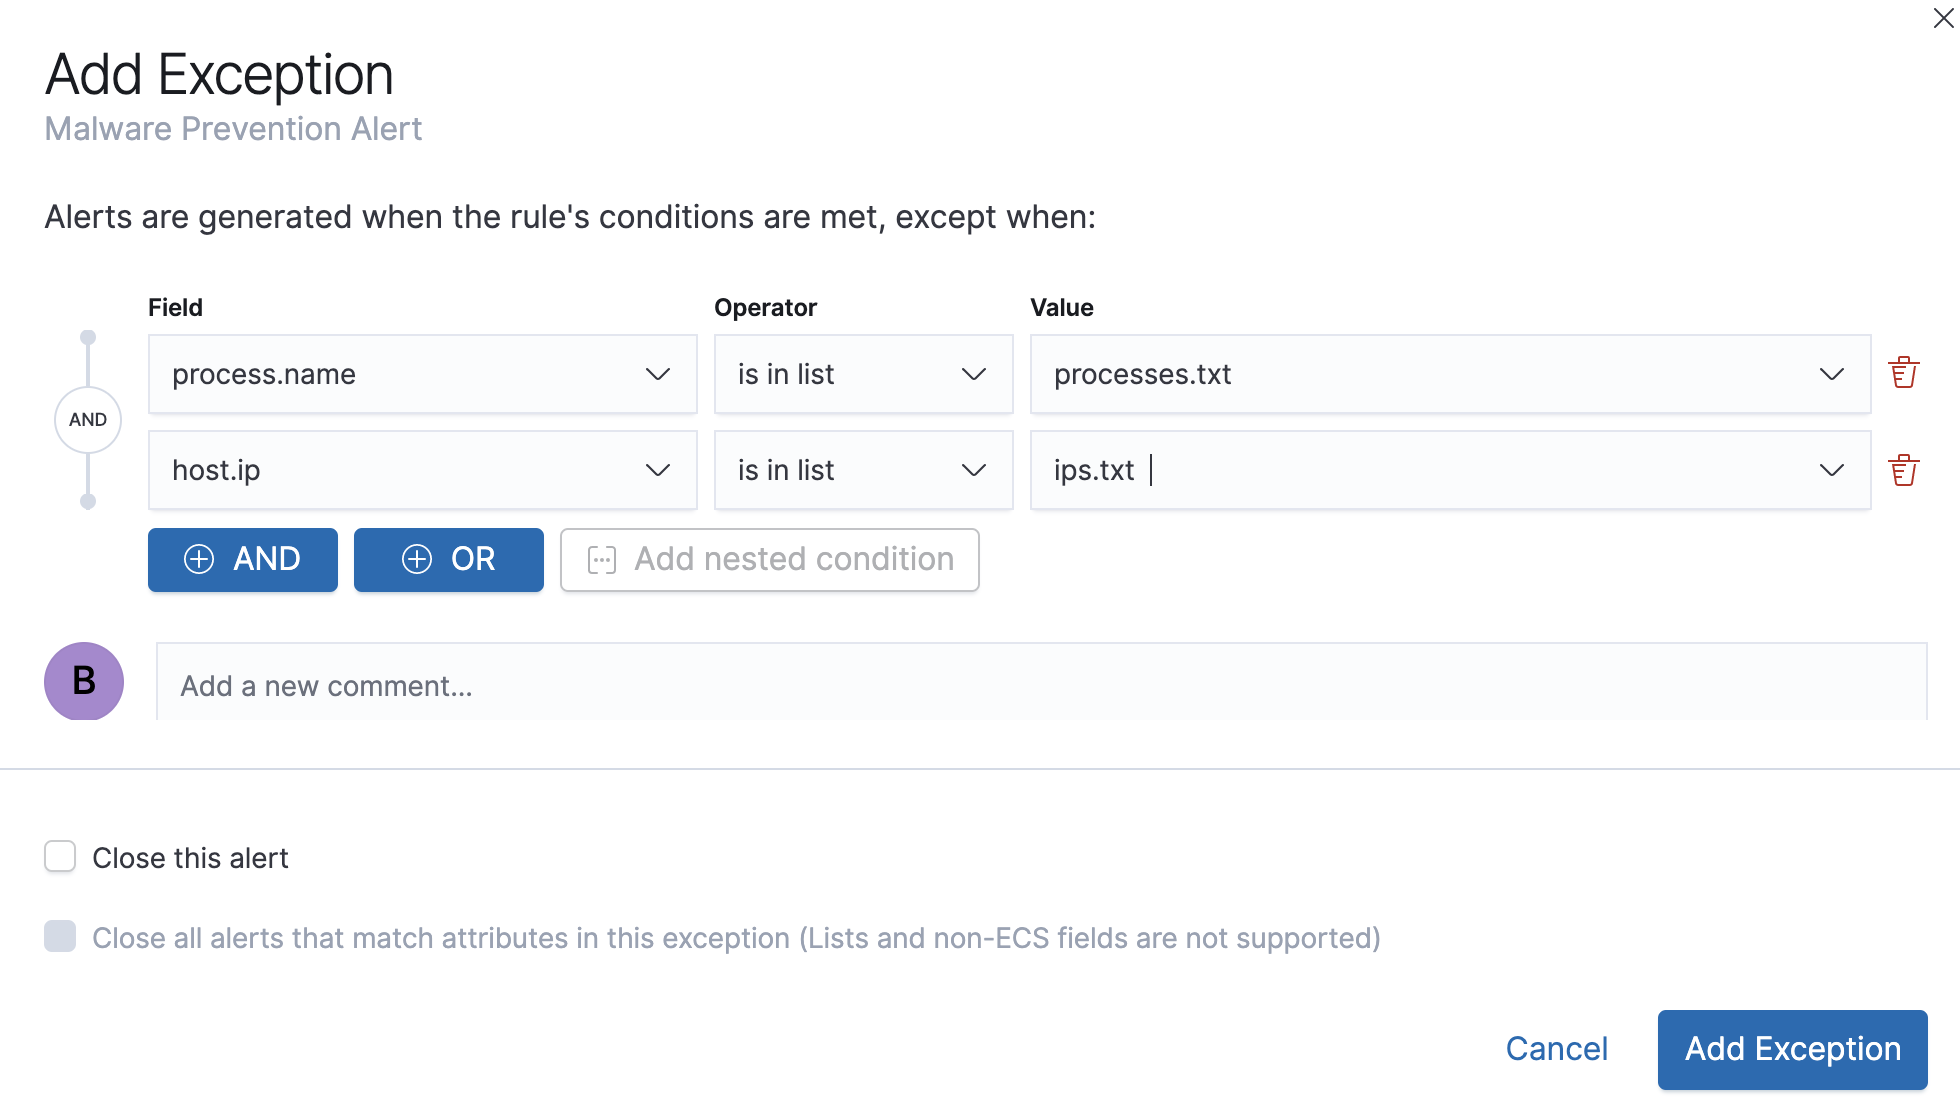 Add Exception
Malware Prevention Alert
Alerts are generated when the rule's conditions are met, except when:
Field Operator Value
process.name is in list processes.txt
AND
host.ip is in list ips.txt
AND OR Add nested condition
B Add a new comment...
Close this alert
Close all alerts that match attributes in this exception (Lists and non-ECS fields are not supported)
Cancel Add Exception